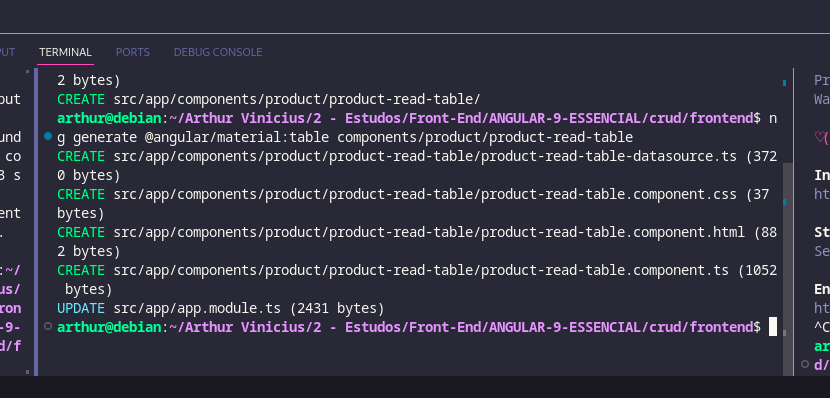 PUT TERMINAL PORTS DEBUG CONSOLE
2 bytes)
CREATE src/app/components/product/product-read-table/
arthur@debian:~/Arthur Vinicius/2 - Estudos/Front-End/ANGULAR-9-ESSENCIAL/crud/frontend$ n
g generate @angular/material:table components/product/product-read-table
CREATE src/app/components/product/product-read-table/product-read-table-datasource.ts (372
0 bytes)
CREATE src/app/components/product/product-read-table/product-read-table.component.css (37
bytes)
CREATE src/app/components/product/product-read-table/product-read-table.component.html (88
2 bytes)
CREATE src/app/components/product/product-read-table/product-read-table.component.ts (1052
bytes)
UPDATE src/app/app.module.ts (2431 bytes)
arthur@debian:~/Arthur Vinicius/2 - Estudos/Front-End/ANGULAR-9-ESSENCIAL/crud/frontend$
out
und
co
3 s
ent
.
:~/
us/
ron
-9-
d/f
Pr
Wa
♡(
In
ht
St
Se
En
ht
^C
ar
d/